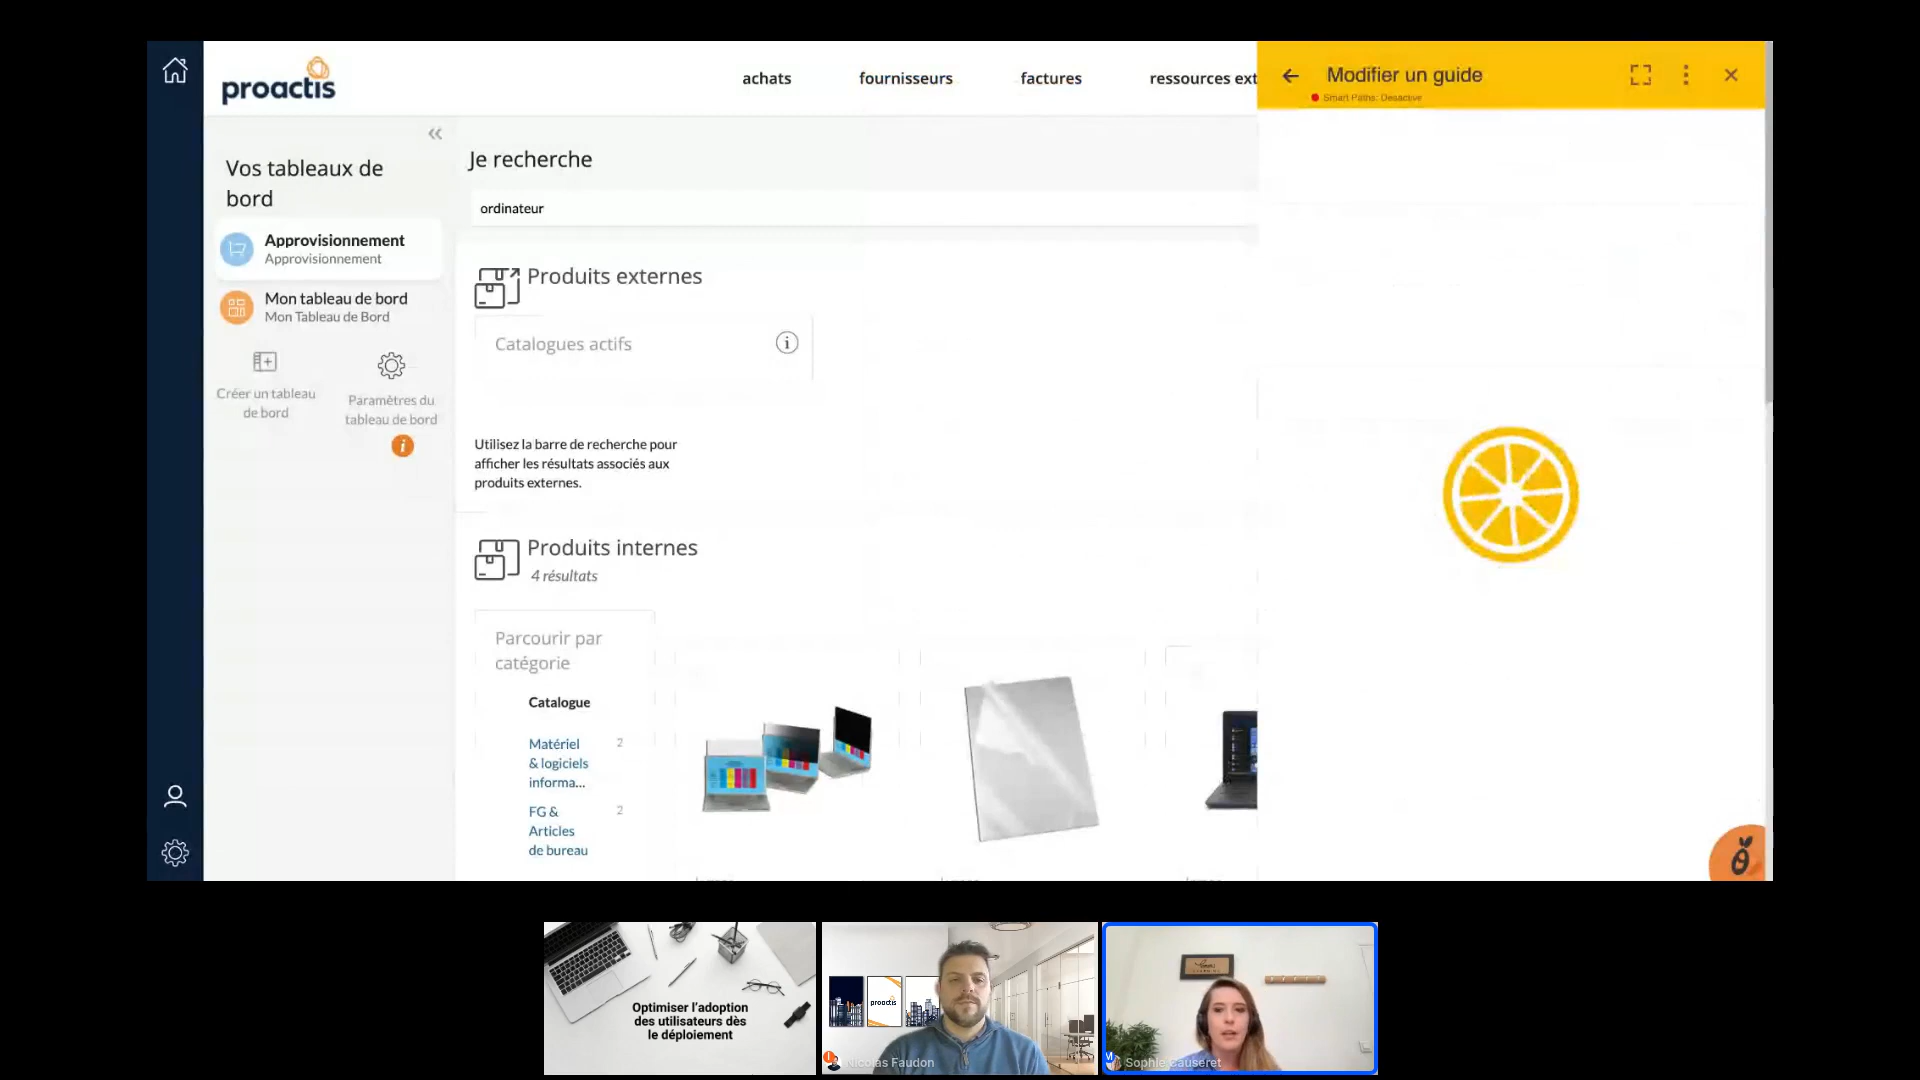 proactis
achats
fournisseurs
factures
ressources ext
Modifier un guide
Smart Paths: Désactivé
Vos tableaux de
bord
Approvisionnement
Approvisionnement
Mon tableau de bord
Mon Tableau de Bord
Créer un tableau
de bord
Paramètres du
tableau de bord
Je recherche
ordinateur
Produits externes
Catalogues actifs
Utilisez la barre de recherche pour
afficher les résultats associés aux
produits externes.
Produits internes
4 résultats
Parcourir par
catégorie
Catalogue
Matériel
& logiciels
informa...
2
FG &
Articles
de bureau
2
Optimiser l'adoption
des utilisateurs dès
le déploiement
proactis
Nicolas Faudon
Sophie Causeret